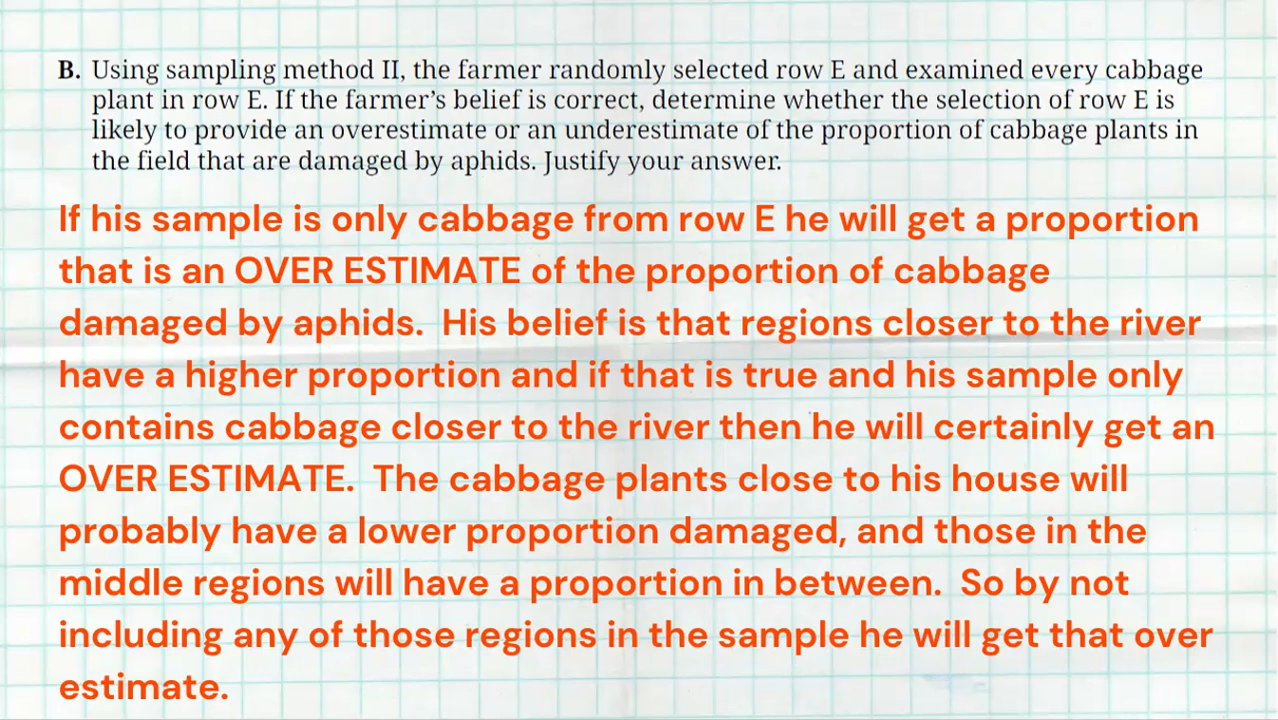 B. Using sampling method II, the farmer randomly selected row E and examined every cabbage
plant in row E. If the farmer’s belief is correct, determine whether the selection of row E is
likely to provide an overestimate or an underestimate of the proportion of cabbage plants in
the field that are damaged by aphids. Justify your answer.
If his sample is only cabbage from row E he will get a proportion
that is an OVER ESTIMATE of the proportion of cabbage
damaged by aphids.  His belief is that regions closer to the river
have a higher proportion and if that is true and his sample only
contains cabbage closer to the river then he will certainly get an
OVER ESTIMATE.  The cabbage plants close to his house will
probably have a lower proportion damaged, and those in the
middle regions will have a proportion in between.  So by not
including any of those regions in the sample he will get that over
estimate.